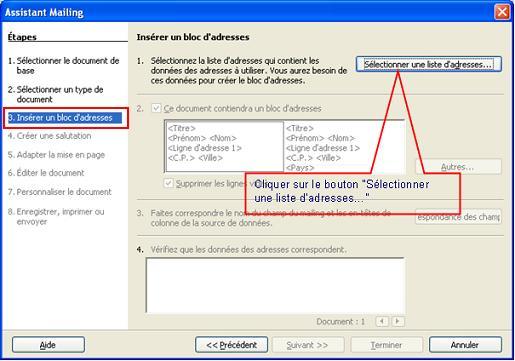 Assistant Mailing
Étapes
1. Sélectionner le document de
base
2. Sélectionner un type de
document
3. Insérer un bloc d'adresses
4. Créer une salutation
5. Adapter la mise en page
6. Éditer le document
7. Personnaliser le document
8. Enregistrer, imprimer ou
envoyer
Insérer un bloc d'adresses
1. Sélectionnez la liste d'adresses qui contient les
données des adresses à utiliser. Vous aurez besoin de
ces données pour créer le bloc d'adresses.
Sélectionner une liste d'adresses...
2. Ce document contiendra un bloc d'adresses
<Titre>
<Prénom> <Nom>
<Ligne d'adresse 1>
<C.P.> <Ville>
<Titre>
<Prénom> <Nom>
<Ligne d'adresse 1>
<C.P.> <Ville>
<Pays>
Autres...
Supprimer les lignes
Cliquer sur le bouton "Sélectionner
une liste d'adresses..."
3. Faites correspondre le nom du champ du mailing et les en-têtes de
colonne de la source de données.
espondance des champ
4. Vérifiez que les données des adresses correspondent.
Document : 1
Aide
<< Précédent
Suivant >>
Terminer
Annuler